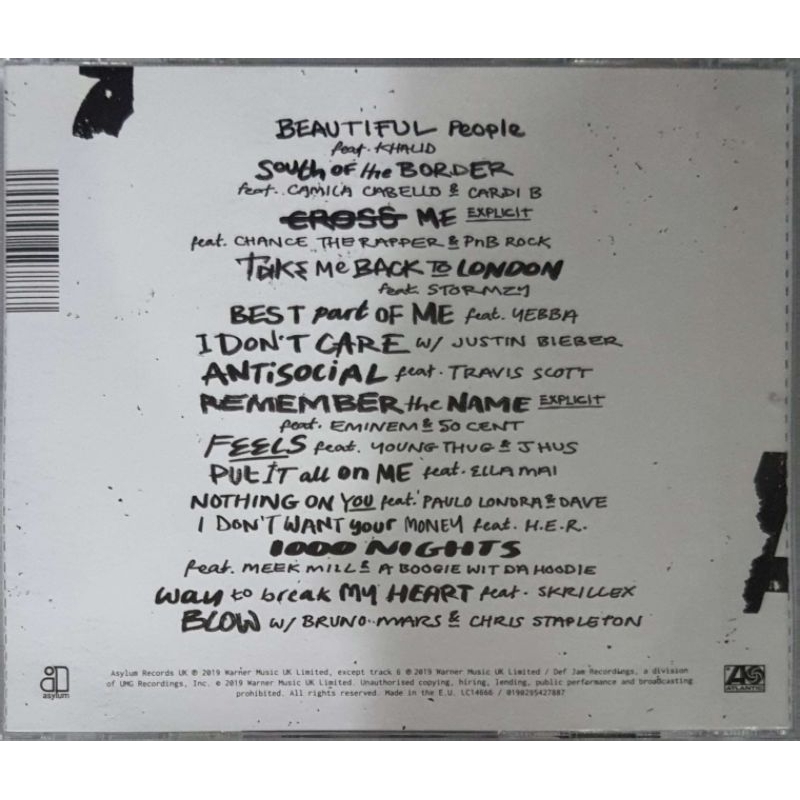 BEAUTIFUL People
feat. KHALID
South OF the BORDER
feat. CAMILA CABELLO & CARDI B
CROSS ME EXPLICIT
feat. CHANCE THE RAPPER & PnB ROCK
TAKE Me BACK TO LONDON
feat. STORMZY
BEST part OF ME feat. YEBBA
I DON'T CARE w/ JUSTIN BIEBER
ANTISOCIAL feat. TRAVIS SCOTT
REMEMBER the NAME EXPLICIT
feat. EMINEM & 50 CENT
FEELS feat. YOUNG THUG & J HUS
PUT IT all on ME feat. ELLA MAI
NOTHING ON YOU feat. PAULO LONDRA & DAVE
I DON'T WANT your MONEY feat. H.E.R.
1000 NIGHTS
feat. MEEK MILL & A BOOGIE WIT DA HOODIE
way to break MY HEART feat. SKRILLEX
BLOW w/ BRUNO MARS & CHRIS STAPLETON
asylum
Asylum Records UK ℗ 2019 Warner Music UK Limited, except track 6 ℗ 2019 Warner Music UK Limited / Def Jam Recordings, a division
of UMG Recordings, Inc. © 2019 Warner Music UK Limited. Unauthorised copying, hiring, lending, public performance and broadcasting
prohibited. All rights reserved. Made in the E.U. LC14666 / 0190295427887
ATLANTIC